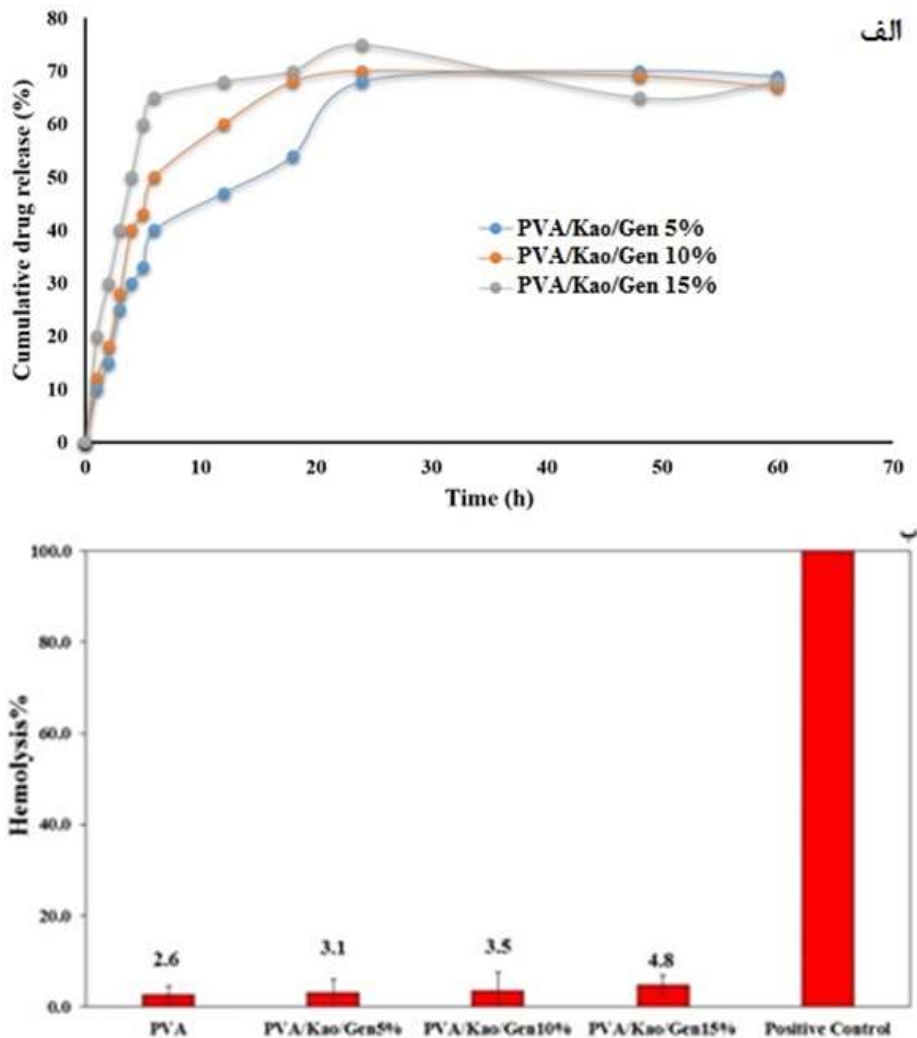 الف
80
70
60
50
40
30
20
10
0
Cumulative drug release (%)
PVA/Kao/Gen 5%
PVA/Kao/Gen 10%
PVA/Kao/Gen 15%
0 10 20 30 40 50 60 70
Time (h)
ب
100.0
80.0
60.0
40.0
20.0
0.0
Hemolysis%
2.6 3.1 3.5 4.8
PVA PVA/Kao/Gen5% PVA/Kao/Gen10% PVA/Kao/Gen15% Positive Control